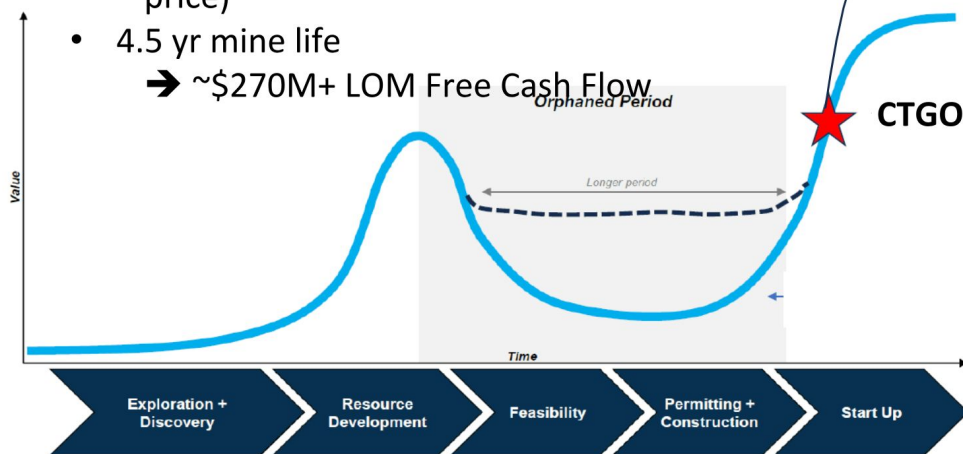 price)
• 4.5 yr mine life
➔ ~$270M+ LOM Free Cash Flow
Orphaned Period
CTGO
Longer period
Value
Time
Exploration +
Discovery
Resource
Development
Feasibility
Permitting +
Construction
Start Up